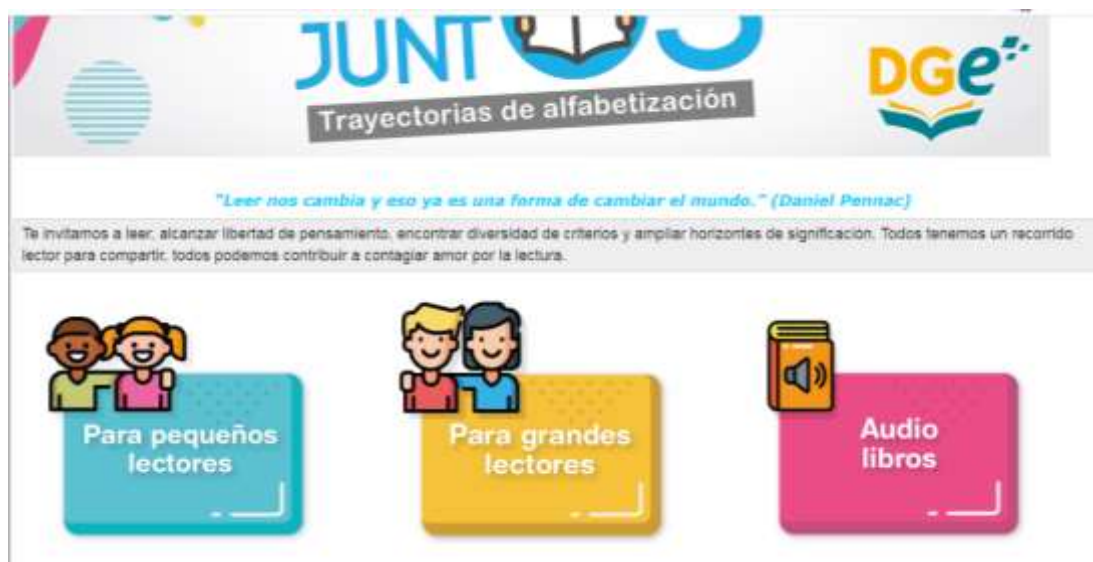 JUNTOS
Trayectorias de alfabetización
DGe
"Leer nos cambia y eso ya es una forma de cambiar el mundo." (Daniel Pennac)
Te invitamos a leer, alcanzar libertad de pensamiento, encontrar diversidad de criterios y ampliar horizontes de significación. Todos tenemos un recorrido
lector para compartir, todos podemos contribuir a contagiar amor por la lectura.
Para pequeños
lectores
Para grandes
lectores
Audio
libros